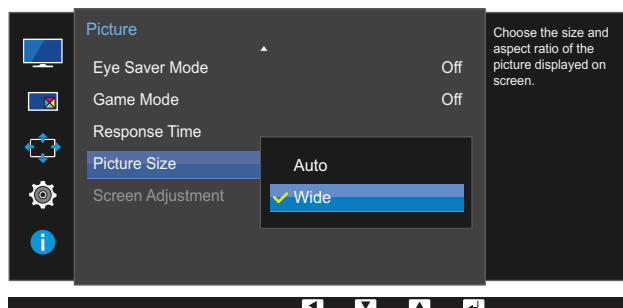 Picture
Eye Saver Mode Off
Game Mode Off
Response Time
Picture Size
Auto
Wide
Screen Adjustment
Choose the size and
aspect ratio of the
picture displayed on
screen.